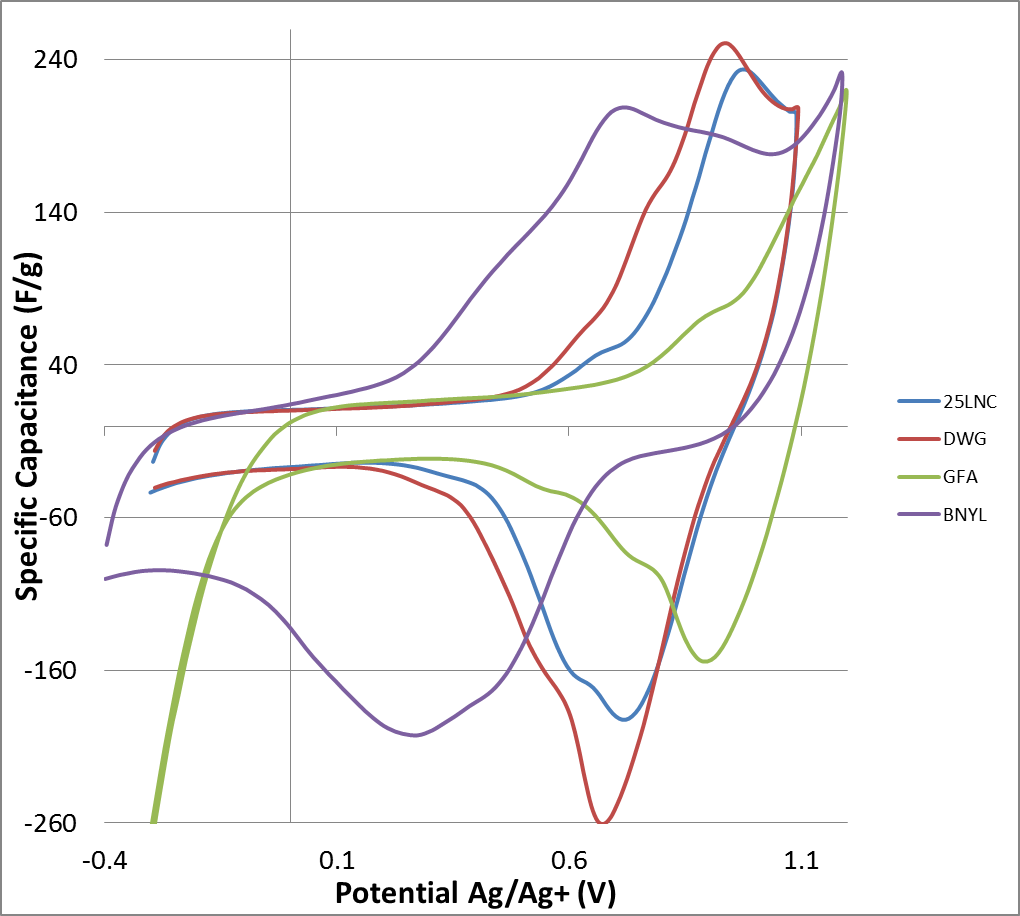 240
140
40
-60
-160
-260
Specific Capacitance (F/g)
-0.4 0.1 0.6 1.1
Potential Ag/Ag+ (V)
25LNC
DWG
GFA
BNYL